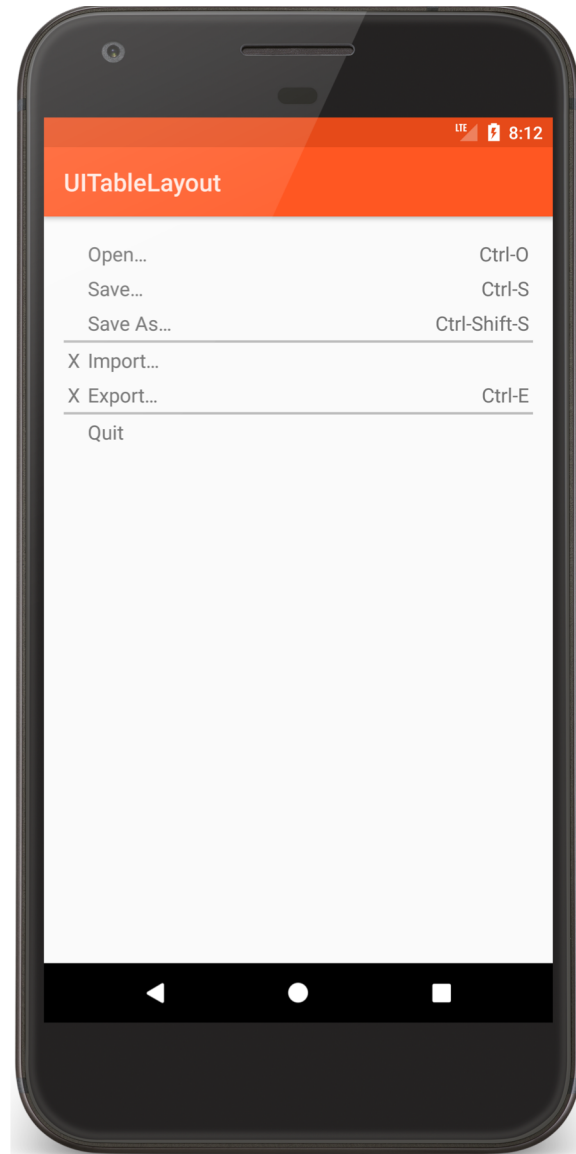 LTE 8:12
UITableLayout
Open… Ctrl-O
Save… Ctrl-S
Save As… Ctrl-Shift-S
X Import…
X Export… Ctrl-E
Quit